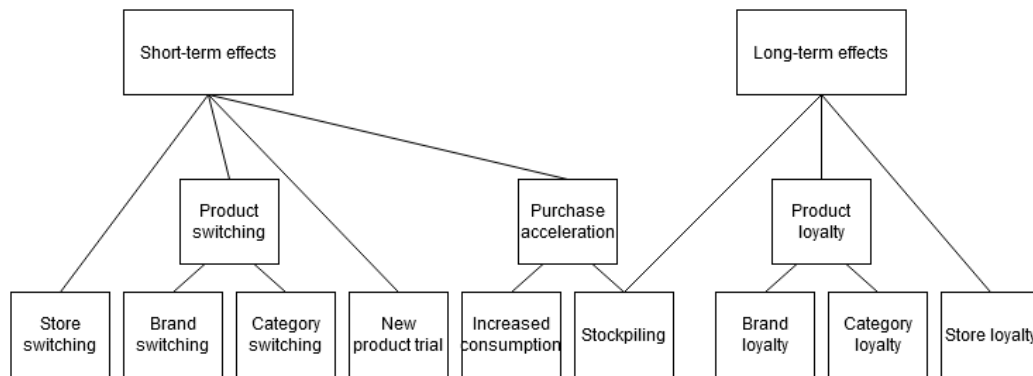 Short-term effects
Long-term effects
Product
switching
Purchase
acceleration
Product
loyalty
Store
switching
Brand
switching
Category
switching
New
product trial
Increased
consumption
Stockpiling
Brand
loyalty
Category
loyalty
Store loyalty